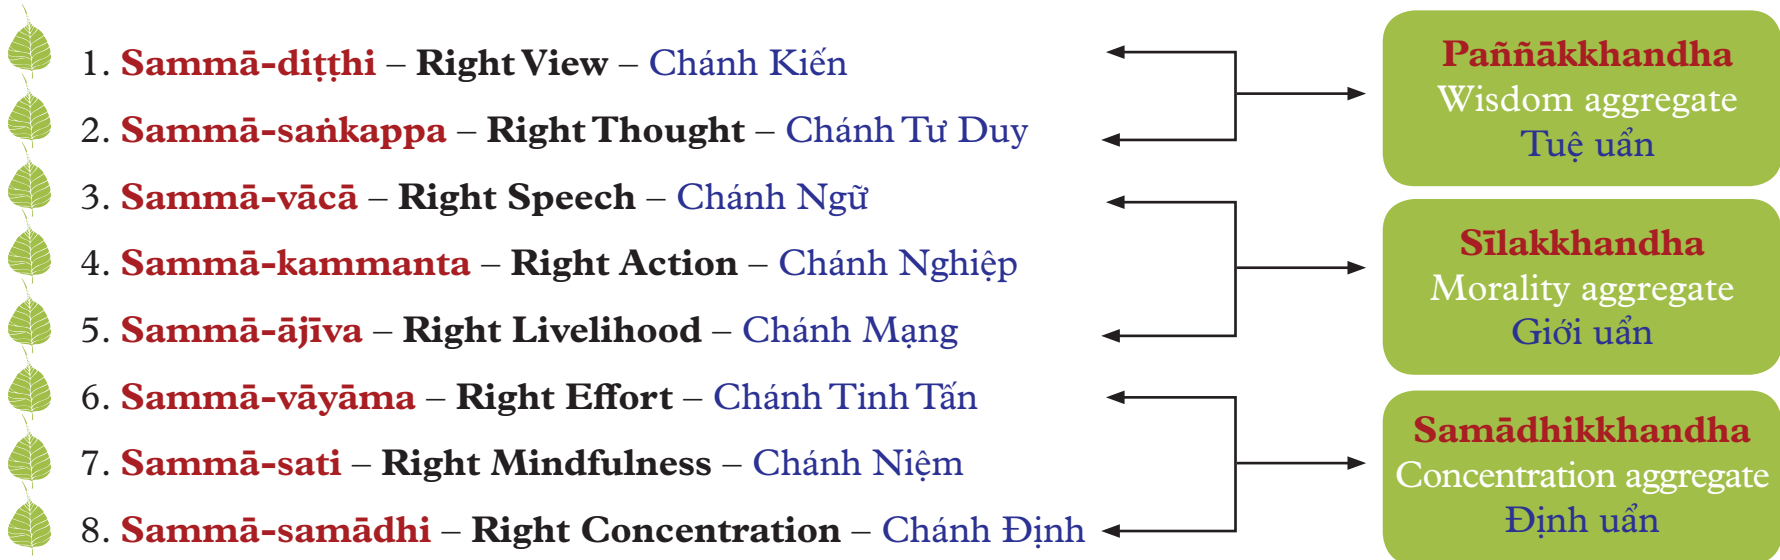 1. Sammā-diṭṭhi – Right View – Chánh Kiến
2. Sammā-saṅkappa – Right Thought – Chánh Tư Duy
3. Sammā-vācā – Right Speech – Chánh Ngữ
4. Sammā-kammanta – Right Action – Chánh Nghiệp
5. Sammā-ājīva – Right Livelihood – Chánh Mạng
6. Sammā-vāyāma – Right Effort – Chánh Tinh Tấn
7. Sammā-sati – Right Mindfulness – Chánh Niệm
8. Sammā-samādhi – Right Concentration – Chánh Định
Paññākkhandha
Wisdom aggregate
Tuệ uẩn
Sīlakkhandha
Morality aggregate
Giới uẩn
Samādhikkhandha
Concentration aggregate
Định uẩn